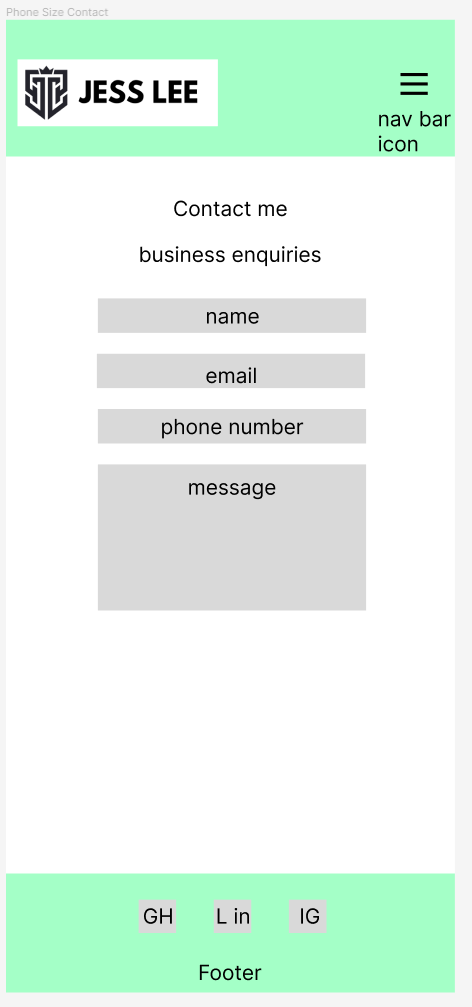 Phone Size Contact
JESS LEE
nav bar
icon
Contact me
business enquiries
name
email
phone number
message
GH
L in
IG
Footer